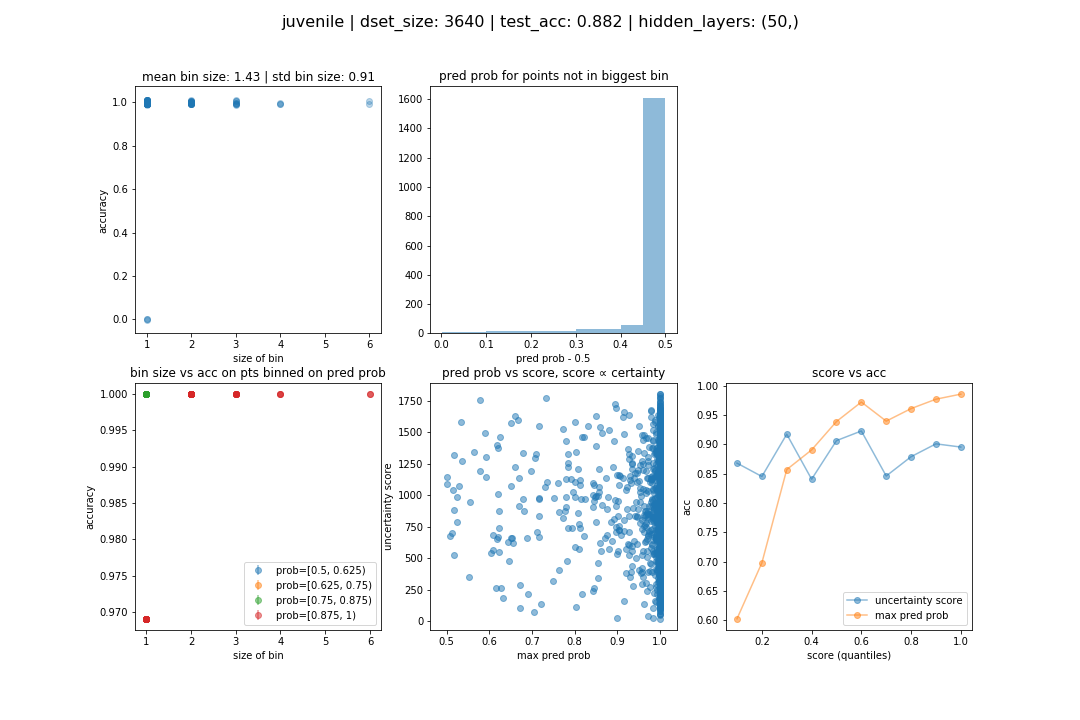 juvenile | dset_size: 3640 | test_acc: 0.882 | hidden_layers: (50,)
mean bin size: 1.43 | std bin size: 0.91
1.0
0.8
0.6
0.4
0.2
0.0
accuracy
1 2 3 4 5 6
size of bin
pred prob for points not in biggest bin
1600
1400
1200
1000
800
600
400
200
0
0.0 0.1 0.2 0.3 0.4 0.5
pred prob - 0.5
bin size vs acc on pts binned on pred prob
1.000
0.995
0.990
0.985
0.980
0.975
0.970
accuracy
prob=[0.5, 0.625)
prob=[0.625, 0.75)
prob=[0.75, 0.875)
prob=[0.875, 1)
1 2 3 4 5 6
size of bin
pred prob vs score, score ∝ certainty
1750
1500
1250
1000
750
500
250
0
uncertainty score
0.5 0.6 0.7 0.8 0.9 1.0
max pred prob
score vs acc
1.00
0.95
0.90
0.85
0.80
0.75
0.70
0.65
0.60
acc
uncertainty score
max pred prob
0.2 0.4 0.6 0.8 1.0
score (quantiles)